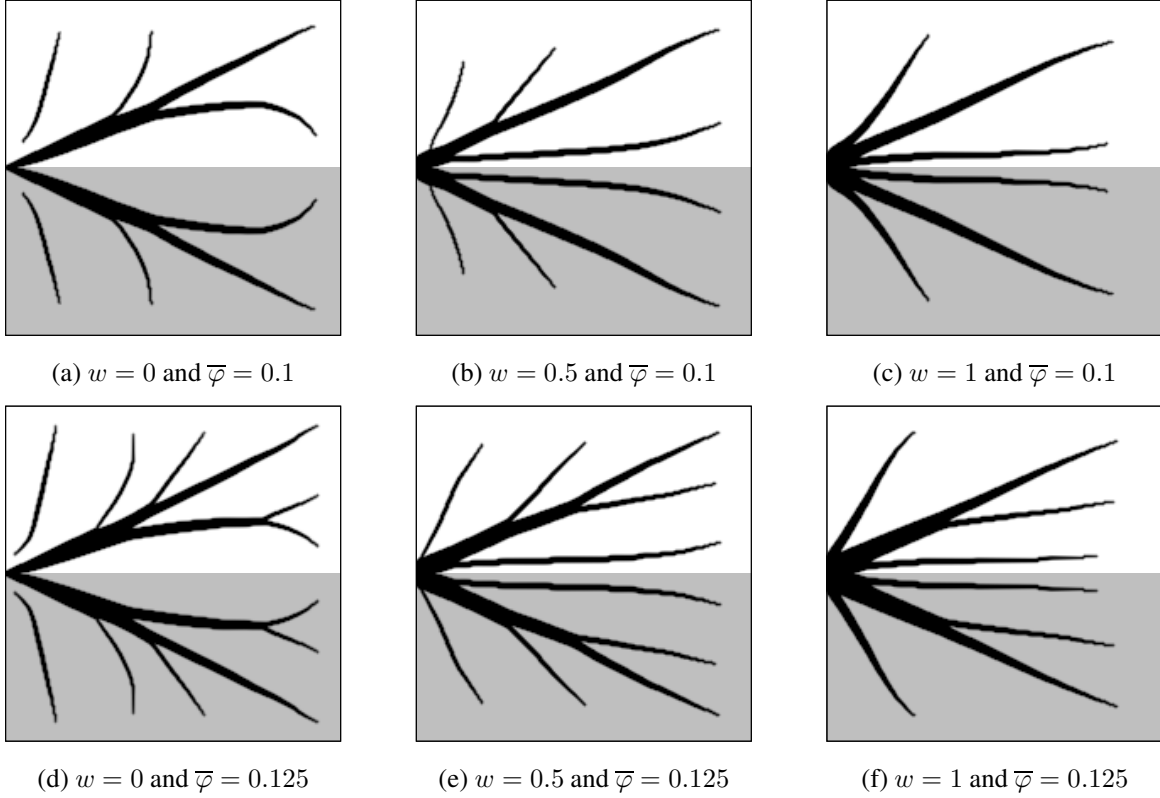 (a) w = 0 and φ̅ = 0.1
(b) w = 0.5 and φ̅ = 0.1
(c) w = 1 and φ̅ = 0.1
(d) w = 0 and φ̅ = 0.125
(e) w = 0.5 and φ̅ = 0.125
(f) w = 1 and φ̅ = 0.125